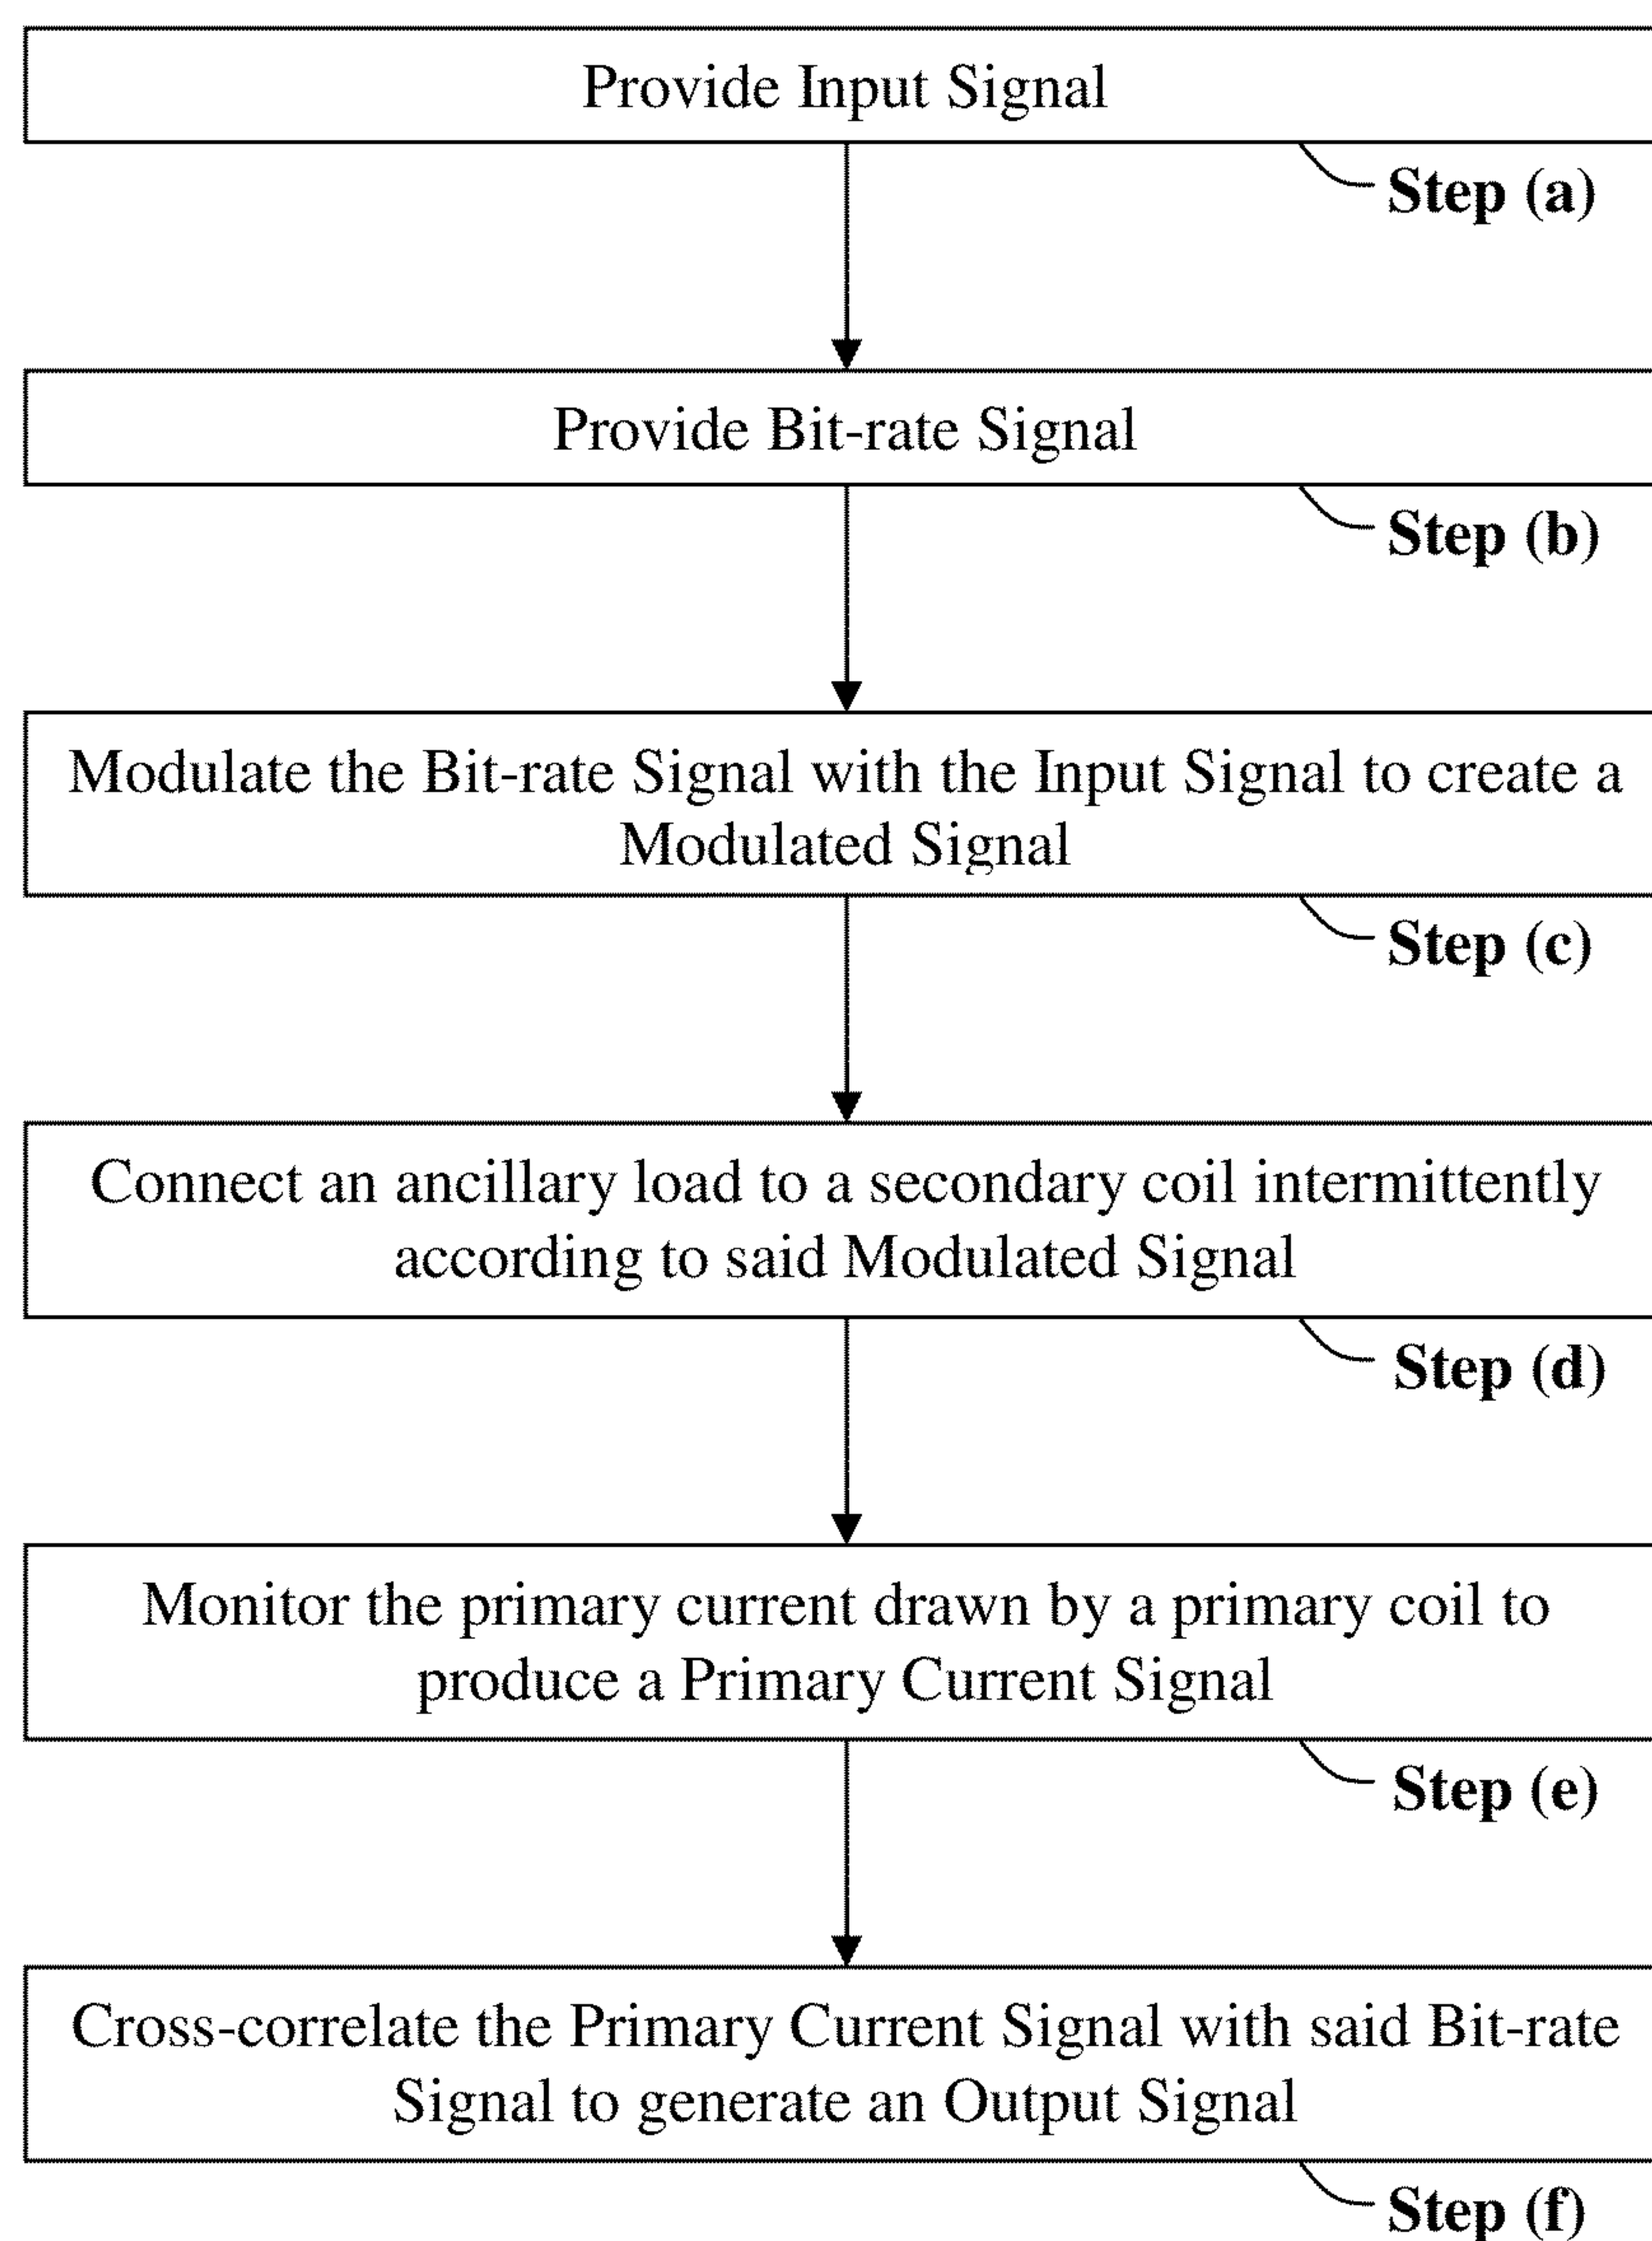 Provide Input Signal
Step (a)
Provide Bit-rate Signal
Step (b)
Modulate the Bit-rate Signal with the Input Signal to create a
Modulated Signal
Step (c)
Connect an ancillary load to a secondary coil intermittently
according to said Modulated Signal
Step (d)
Monitor the primary current drawn by a primary coil to
produce a Primary Current Signal
Step (e)
Cross-correlate the Primary Current Signal with said Bit-rate
Signal to generate an Output Signal
Step (f)